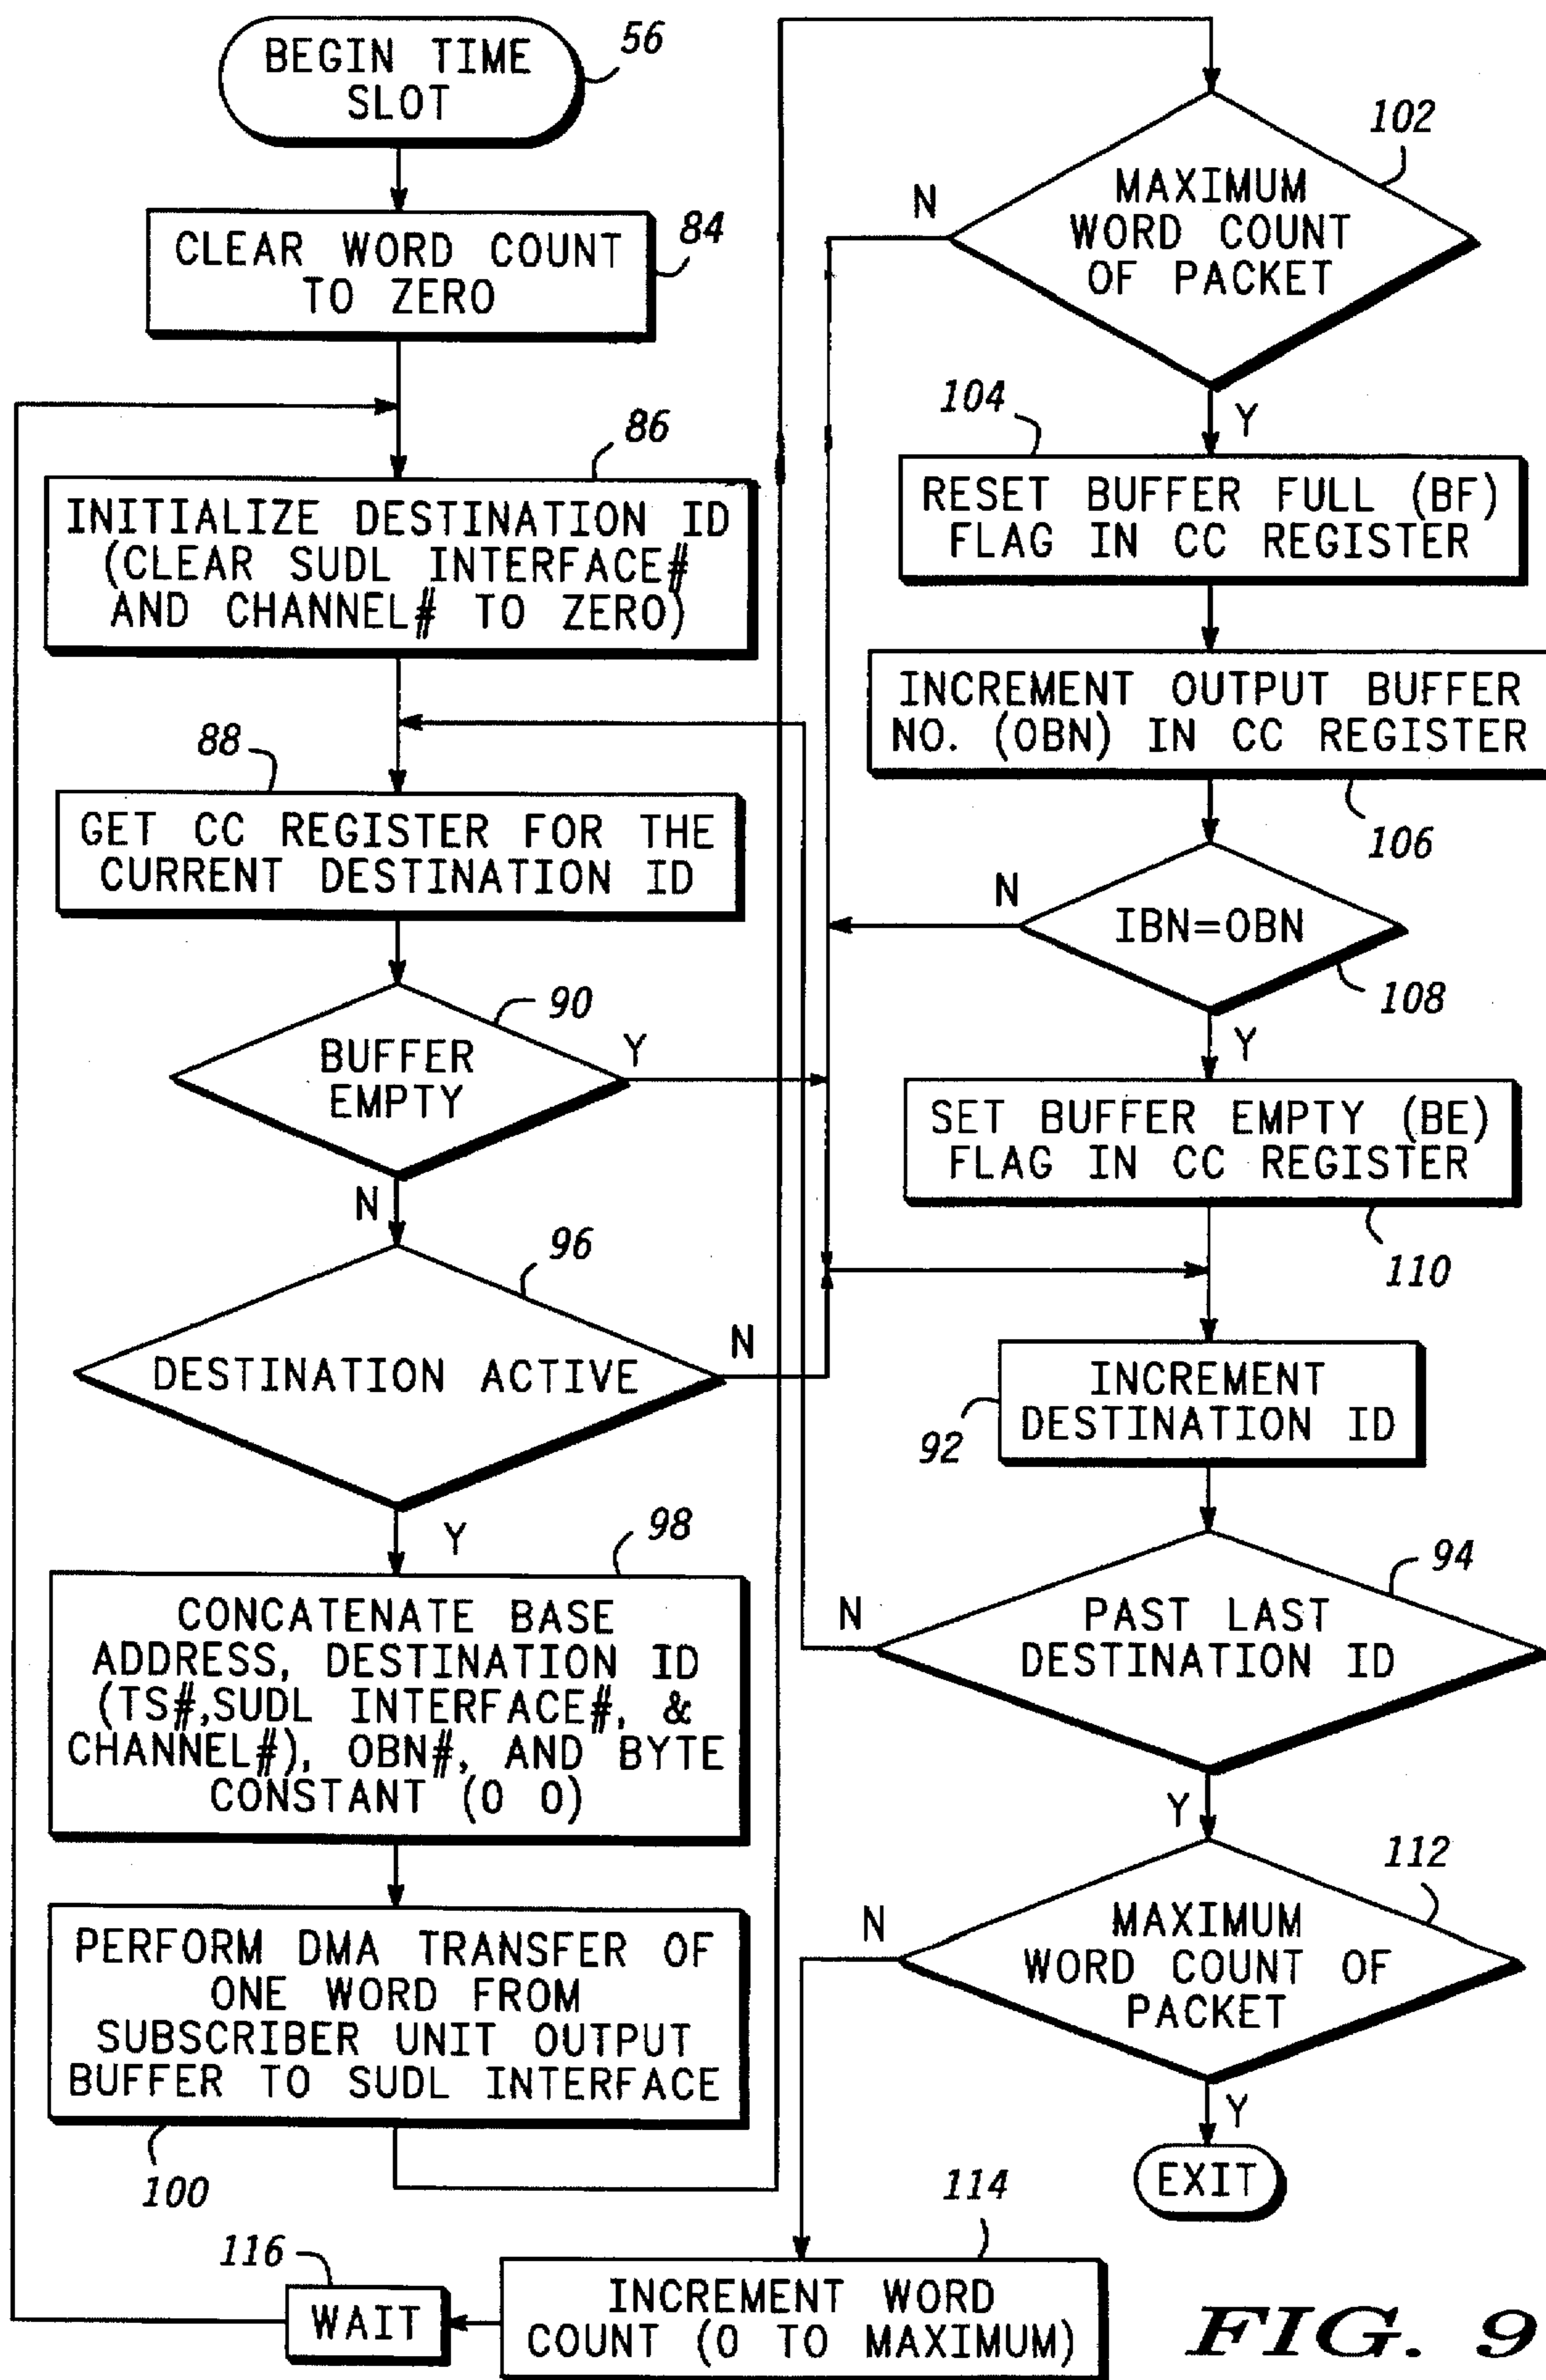 BEGIN TIME
SLOT
56
CLEAR WORD COUNT
TO ZERO
84
INITIALIZE DESTINATION ID
(CLEAR SUDL INTERFACE#
AND CHANNEL# TO ZERO)
86
GET CC REGISTER FOR THE
CURRENT DESTINATION ID
88
BUFFER
EMPTY
90
Y
N
DESTINATION ACTIVE
96
N
Y
CONCATENATE BASE
ADDRESS, DESTINATION ID
(TS#,SUDL INTERFACE#, &
CHANNEL#), OBN#, AND BYTE
CONSTANT (0 0)
98
PERFORM DMA TRANSFER OF
ONE WORD FROM
SUBSCRIBER UNIT OUTPUT
BUFFER TO SUDL INTERFACE
100
MAXIMUM
WORD COUNT
OF PACKET
102
N
Y
RESET BUFFER FULL (BF)
FLAG IN CC REGISTER
104
INCREMENT OUTPUT BUFFER
NO. (OBN) IN CC REGISTER
106
IBN=OBN
108
N
Y
SET BUFFER EMPTY (BE)
FLAG IN CC REGISTER
110
INCREMENT
DESTINATION ID
92
PAST LAST
DESTINATION ID
94
N
Y
MAXIMUM
WORD COUNT OF
PACKET
112
N
Y
EXIT
INCREMENT WORD
COUNT (0 TO MAXIMUM)
114
WAIT
116
FIG. 9